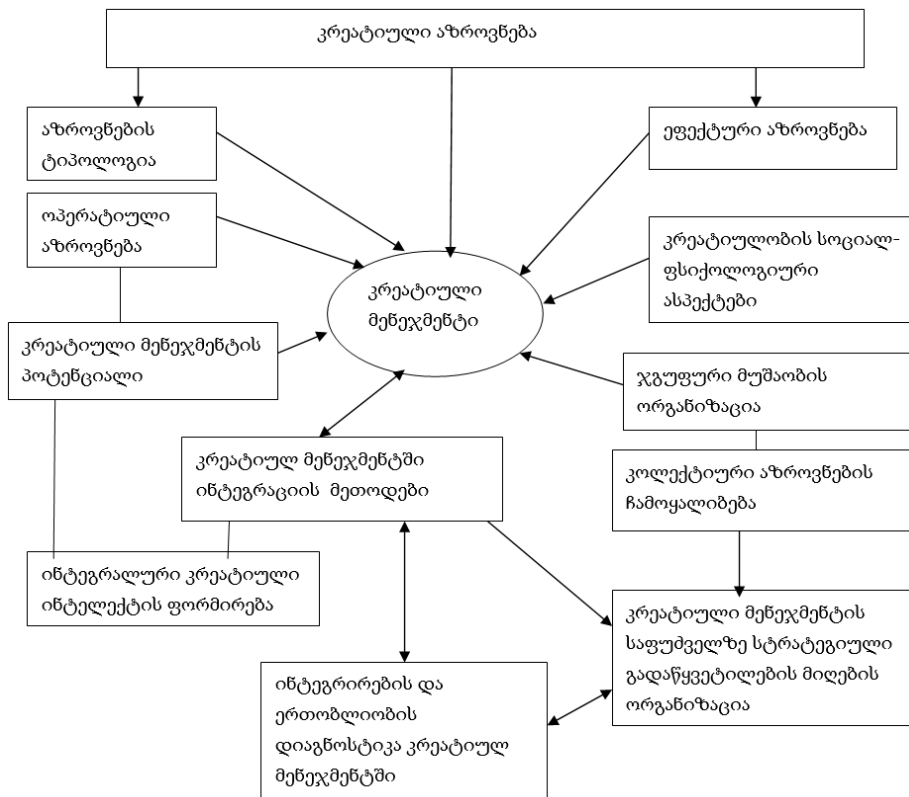 კრეატიული აზროვნება
აზროვნების
ტიპოლოგია
ეფექტური აზროვნება
ოპერატიული
აზროვნება
კრეატიულობის სოციალ-
ფსიქოლოგიური
ასპექტები
კრეატიული
მენეჯმენტი
კრეატიული მენეჯმენტის
პოტენციალი
ჯგუფური მუშაობის
ორგანიზაცია
კრეატიულ მენეჯმენტში
ინტეგრაციის მეთოდები
კოლექტიური აზროვნების
ჩამოყალიბება
ინტეგრალური კრეატიული
ინტელექტის ფორმირება
კრეატიული მენეჯმენტის
საფუძველზე სტრატეგიული
გადაწყვეტილების მიღების
ორგანიზაცია
ინტეგრირების და
ერთობლიობის
დიაგნოსტიკა კრეატიულ
მენეჯმენტში